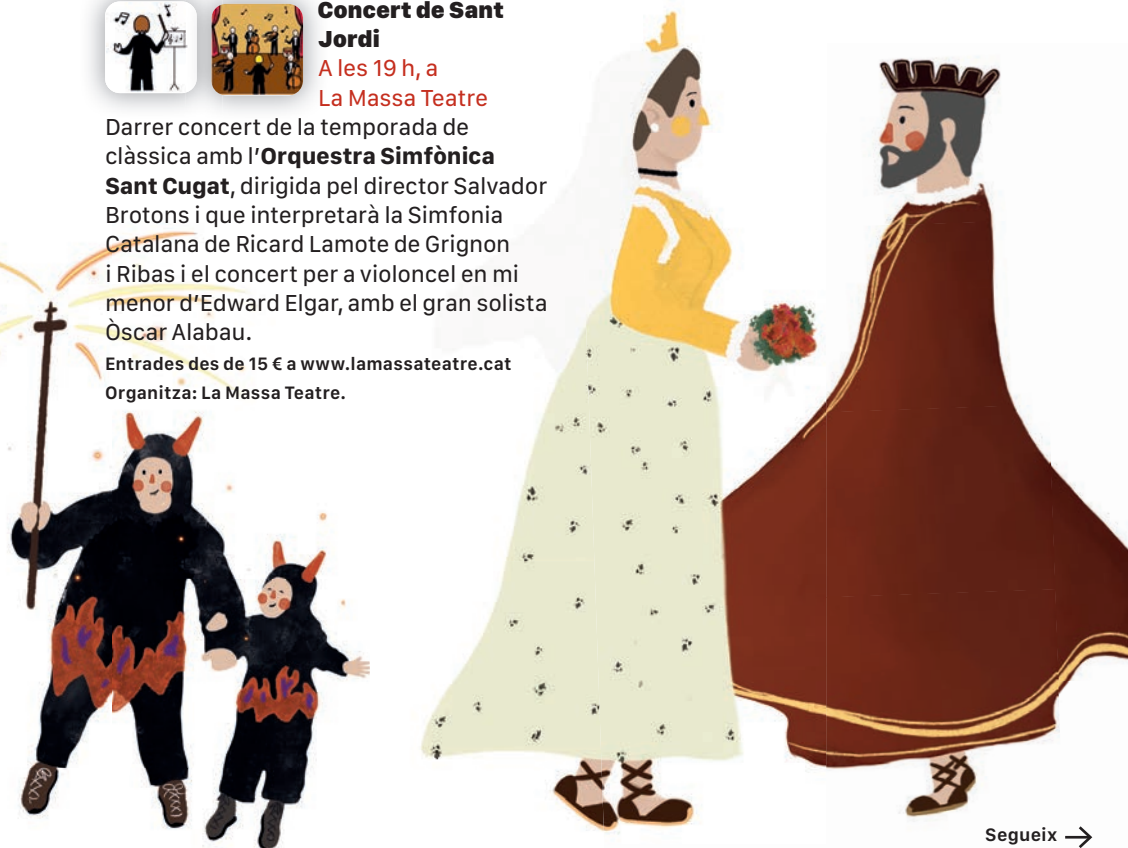 Concert de Sant
Jordi
A les 19 h, a
La Massa Teatre
Darrer concert de la temporada de
clàssica amb l’Orquestra Simfònica
Sant Cugat, dirigida pel director Salvador
Brotons i que interpretarà la Simfonia
Catalana de Ricard Lamote de Grignon
i Ribas i el concert per a violoncel en mi
menor d’Edward Elgar, amb el gran solista
Òscar Alabau.
Entrades des de 15 € a www.lamassateatre.cat
Organitza: La Massa Teatre.
Segueix